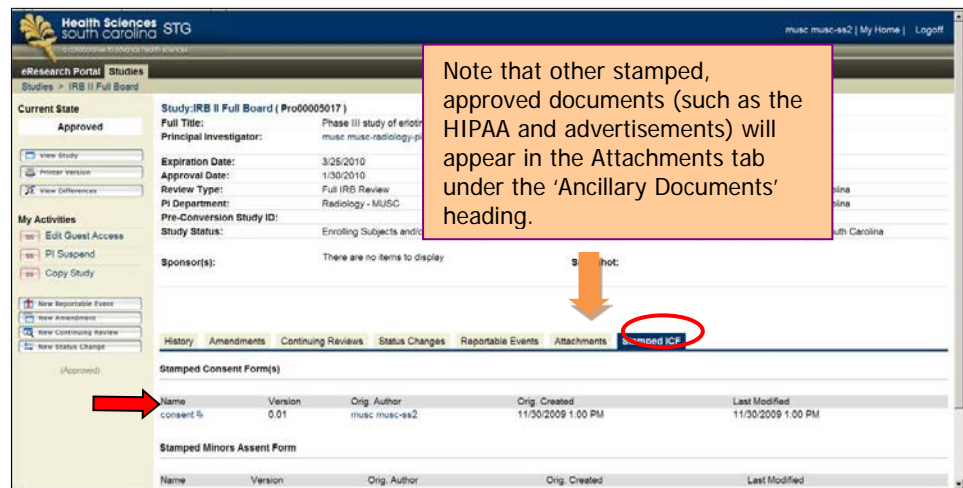 Health Sciences
south carolina STG
musc musc-ss2 | My Home | Logoff
eResearch Portal Studies
Studies > IRB II Full Board
Current State
Approved
View Study
Printer Version
View Differences
My Activities
Edit Guest Access
PI Suspend
Copy Study
New Reportable Event
New Amendment
New Continuing Review
New Status Change
(Approved)
Study:IRB II Full Board ( Pro00005017 )
Full Title: Phase III study of
Principal Investigator: musc musc-radiology-pi
Expiration Date: 3/25/2010
Approval Date: 1/30/2010
Review Type: Full IRB Review
PI Department: Radiology - MUSC
Pre-Conversion Study ID:
Study Status: Enrolling Subjects
uth Carolina
Sponsor(s): There are no items to display
Note that other stamped,
approved documents (such as the
HIPAA and advertisements) will
appear in the Attachments tab
under the ‘Ancillary Documents’
heading.
History Amendments Continuing Reviews Status Changes Reportable Events Attachments Stamped ICF
Stamped Consent Form(s)
Name Version Orig. Author Orig. Created Last Modified
consent 0.01 musc musc-ss2 11/30/2009 1:00 PM 11/30/2009 1:00 PM
Stamped Minors Assent Form
Name Version Orig. Author Orig. Created Last Modified